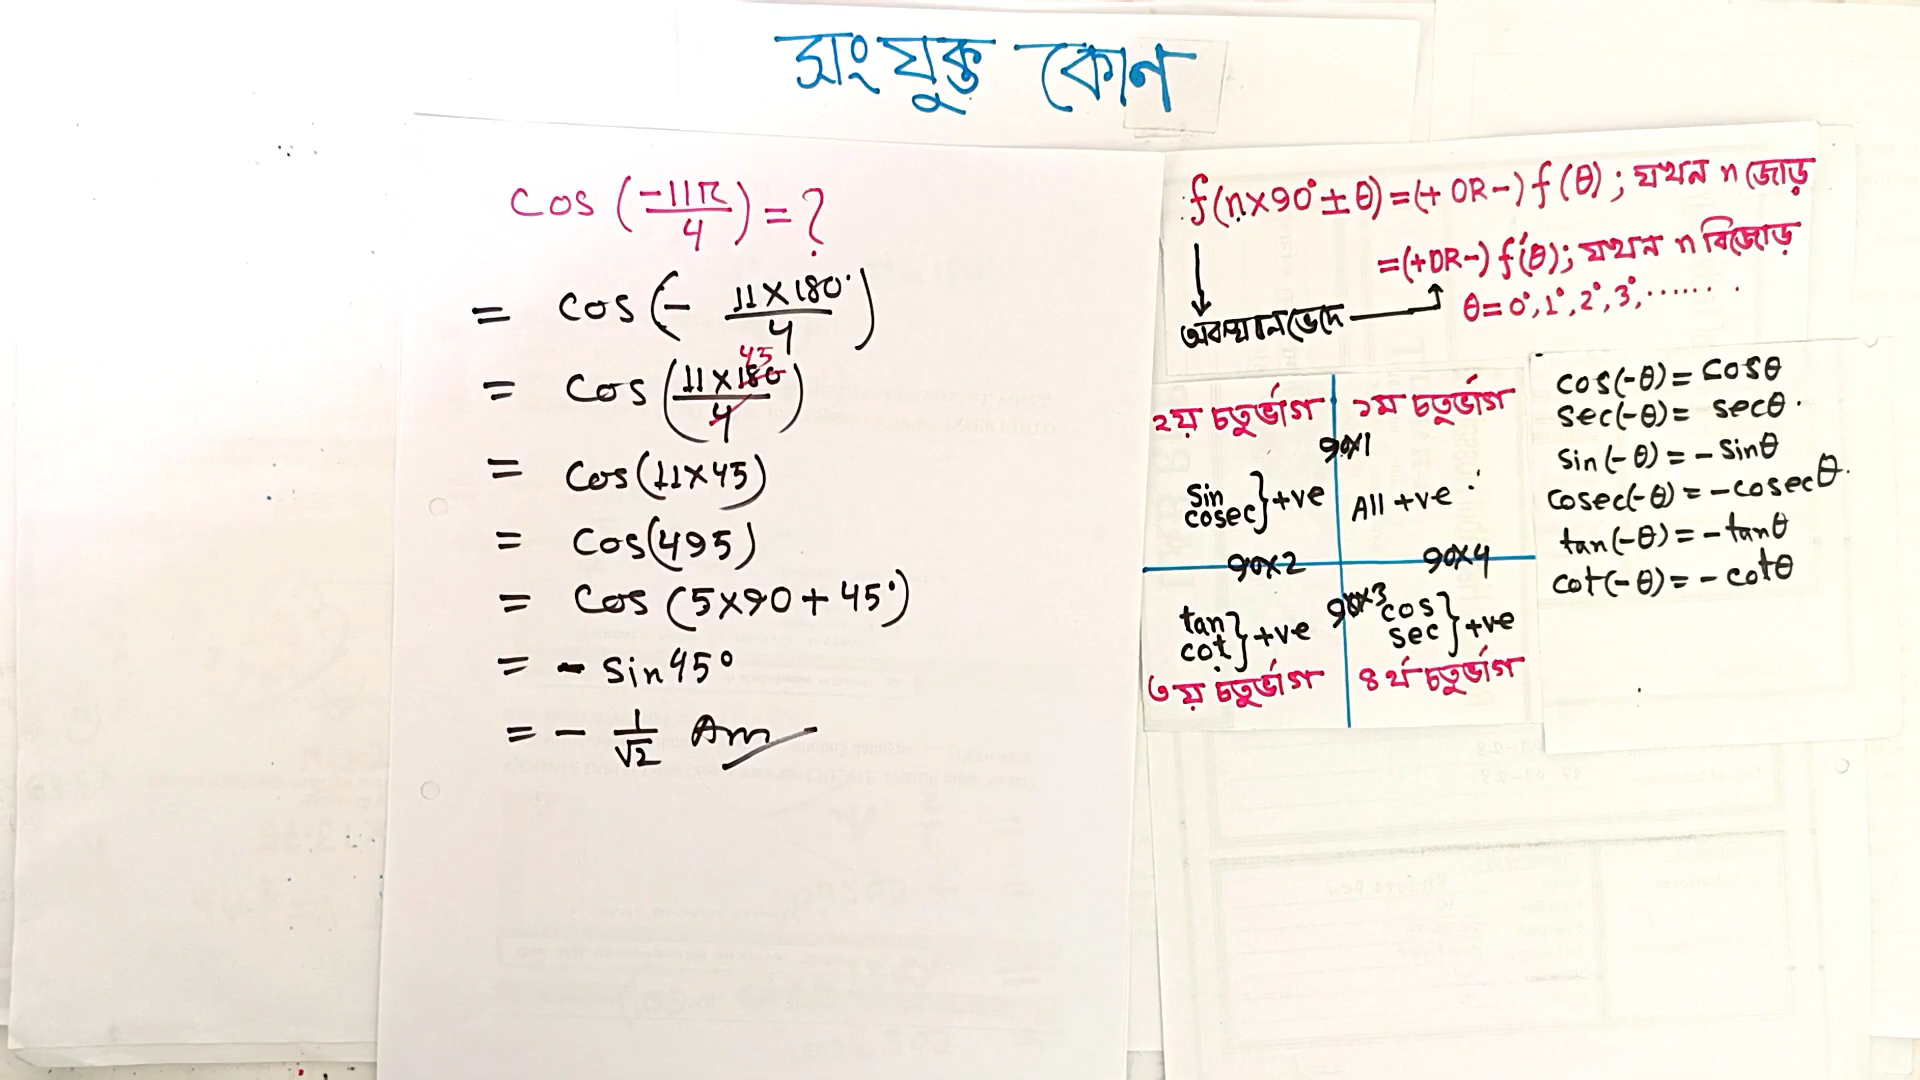 সংযুক্ত কোন
cos (-11π/4) = ?
= cos (- 11×180°/4)
= cos (11×180/4) 45
= cos (11×45)
= cos (495)
= cos (5×90 + 45°)
= - sin 45°
= - 1/√2 Ans
f(n×90° ± θ) = (+ OR -) f(θ) ; যখন n জোড়
= (+OR-) f'(θ); যখন n বিজোড়
অবস্থানভেদে
θ = 0°, 1°, 2°, 3°, .......
২য় চতুর্ভাগ
১ম চতুর্ভাগ
90×1
sin
cosec } +ve
All +ve
90×2
90×4
90×3
tan
cot } +ve
cos
sec } +ve
৩য় চতুর্ভাগ
৪র্থ চতুর্ভাগ
cos(-θ) = cosθ
sec(-θ) = secθ.
sin(-θ) = - sinθ
cosec(-θ) = -cosecθ.
tan(-θ) = - tanθ
cot(-θ) = - cotθ